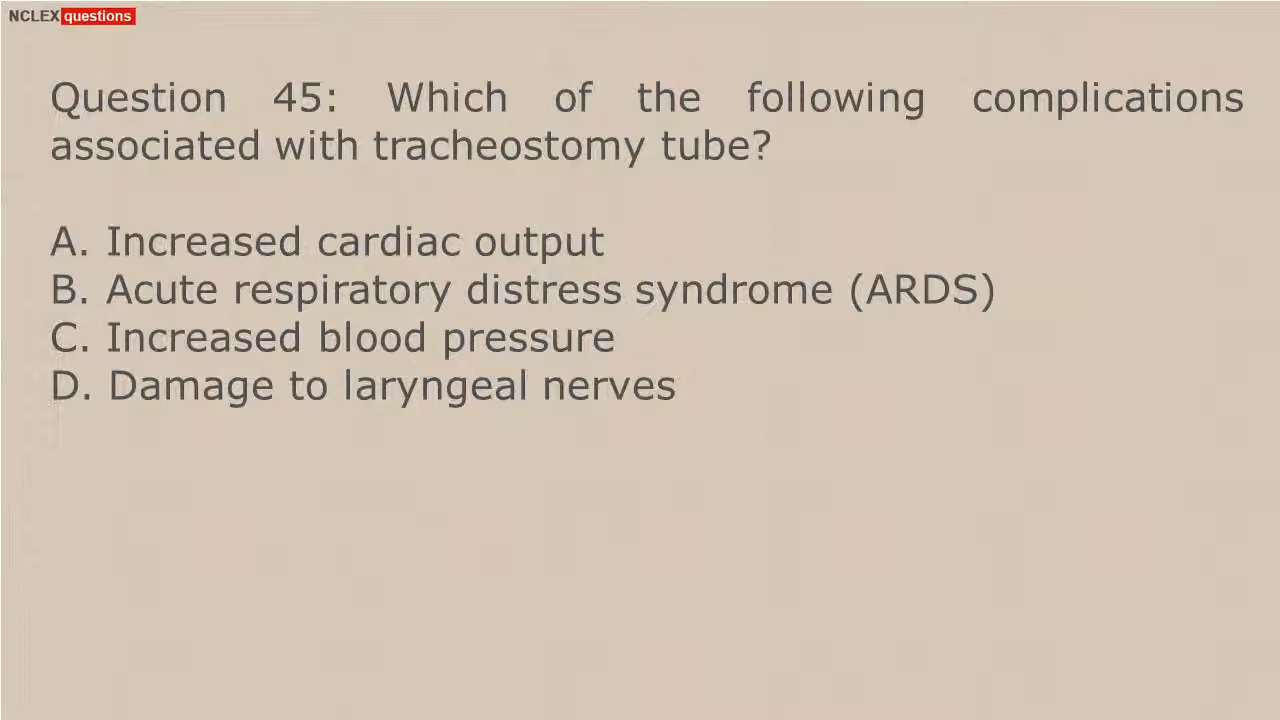 NCLEX questions
Question 45: Which of the following complications
associated with tracheostomy tube?
A. Increased cardiac output
B. Acute respiratory distress syndrome (ARDS)
C. Increased blood pressure
D. Damage to laryngeal nerves